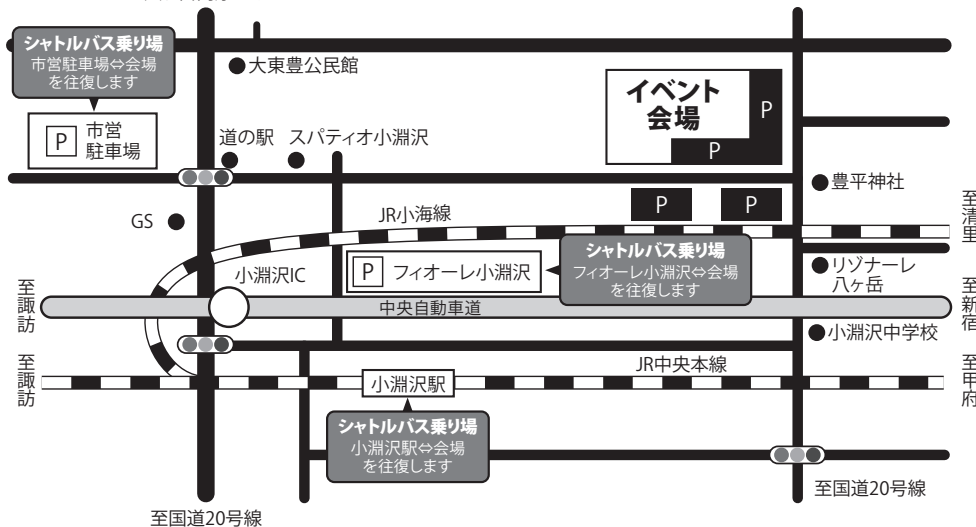 シャトルバス乗り場
市営駐車場⇔会場
を往復します
P
市営
駐車場
大東豊公民館
道の駅
スパティオ小淵沢
イベント
会場
P
P
P
P
豊平神社
GS
JR小海線
至清里
小淵沢IC
P フィオーレ小淵沢
シャトルバス乗り場
フィオーレ小淵沢⇔会場
を往復します
リゾナーレ
八ヶ岳
至諏訪
中央自動車道
至新宿
小淵沢中学校
至諏訪
JR中央本線
至甲府
小淵沢駅
シャトルバス乗り場
小淵沢駅⇔会場
を往復します
至国道20号線
至国道20号線